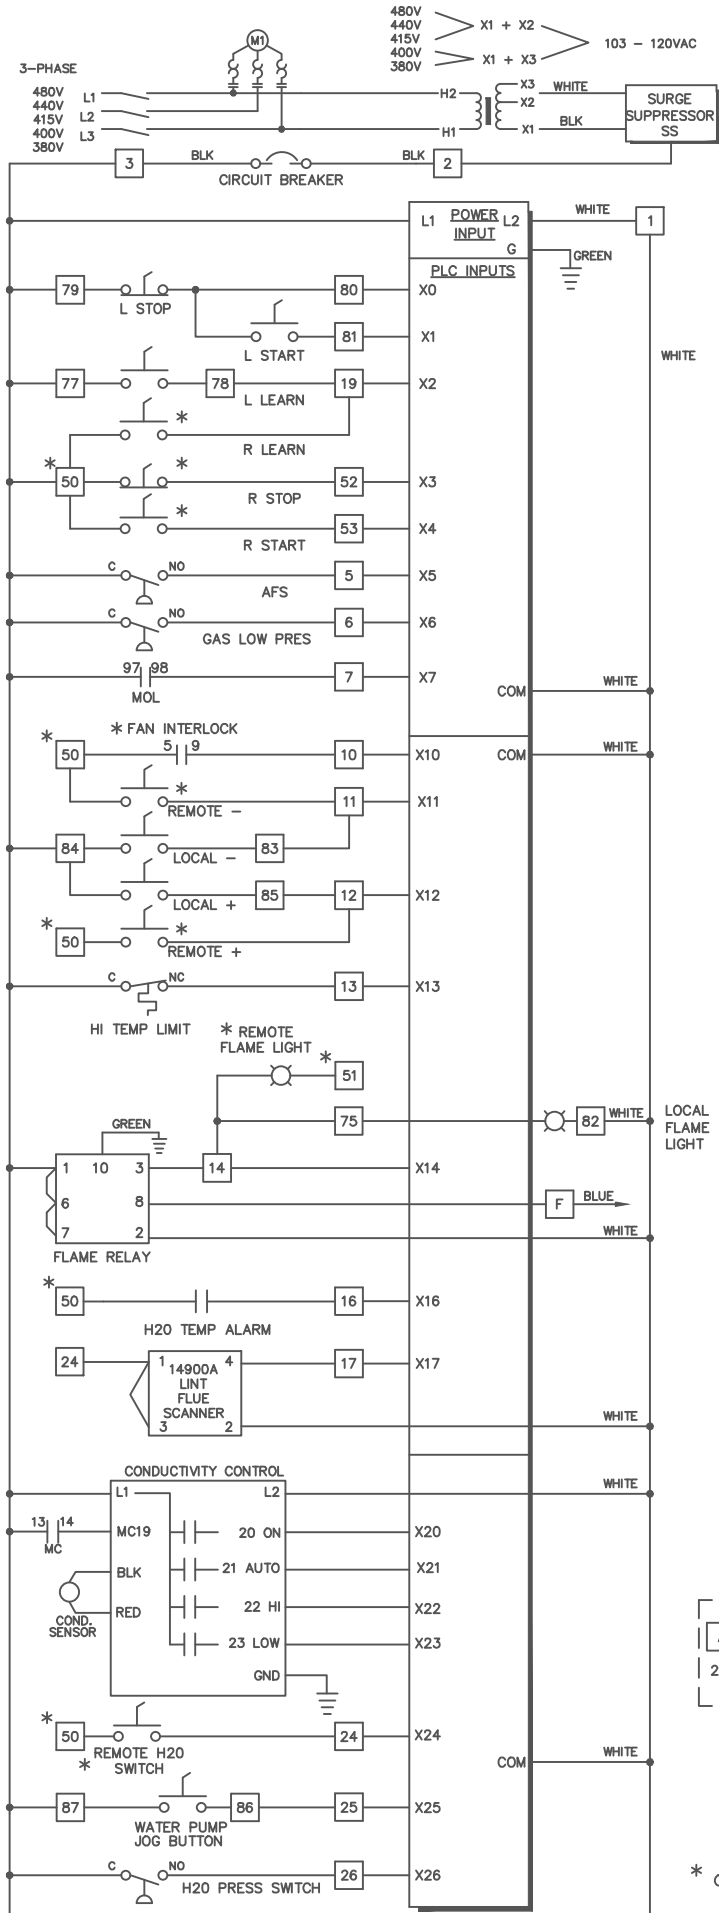 480V
440V
415V
400V
380V
X1 + X2
X1 + X3
103 – 120VAC
M1
3–PHASE
480V
440V
415V
400V
380V
L1
L2
L3
H2
H1
X3
X2
X1
WHITE
BLK
SURGE
SUPPRESSOR
SS
3
BLK
CIRCUIT BREAKER
BLK
2
L1
POWER
INPUT
L2
WHITE
1
G
GREEN
PLC INPUTS
79
L STOP
80
X0
L START
81
X1
WHITE
77
78
L LEARN
19
X2
*
R LEARN
*
50
*
R STOP
52
X3
*
R START
53
X4
C
NO
AFS
5
X5
C
NO
GAS LOW PRES
6
X6
97 98
MOL
7
X7
COM
WHITE
* FAN INTERLOCK
*
50
5 9
10
X10
COM
WHITE
*
REMOTE –
11
X11
84
LOCAL –
83
LOCAL +
85
12
X12
*
50
*
REMOTE +
C
NC
HI TEMP LIMIT
13
X13
* REMOTE
FLAME LIGHT
*
51
75
82
WHITE
LOCAL
FLAME
LIGHT
GREEN
1
10
3
14
X14
6
8
F
BLUE
7
2
WHITE
FLAME RELAY
*
50
H20 TEMP ALARM
16
X16
24
1
4
14900A
LINT
FLUE
SCANNER
3
2
17
X17
WHITE
CONDUCTIVITY CONTROL
L1
L2
WHITE
13 14
MC
MC19
20 ON
X20
BLK
21 AUTO
X21
RED
22 HI
X22
COND.
SENSOR
23 LOW
X23
GND
2
*
50
*
REMOTE H20
SWITCH
24
X24
COM
WHITE
87
86
WATER PUMP
JOG BUTTON
25
X25
C
NO
H20 PRESS SWITCH
26
X26
*